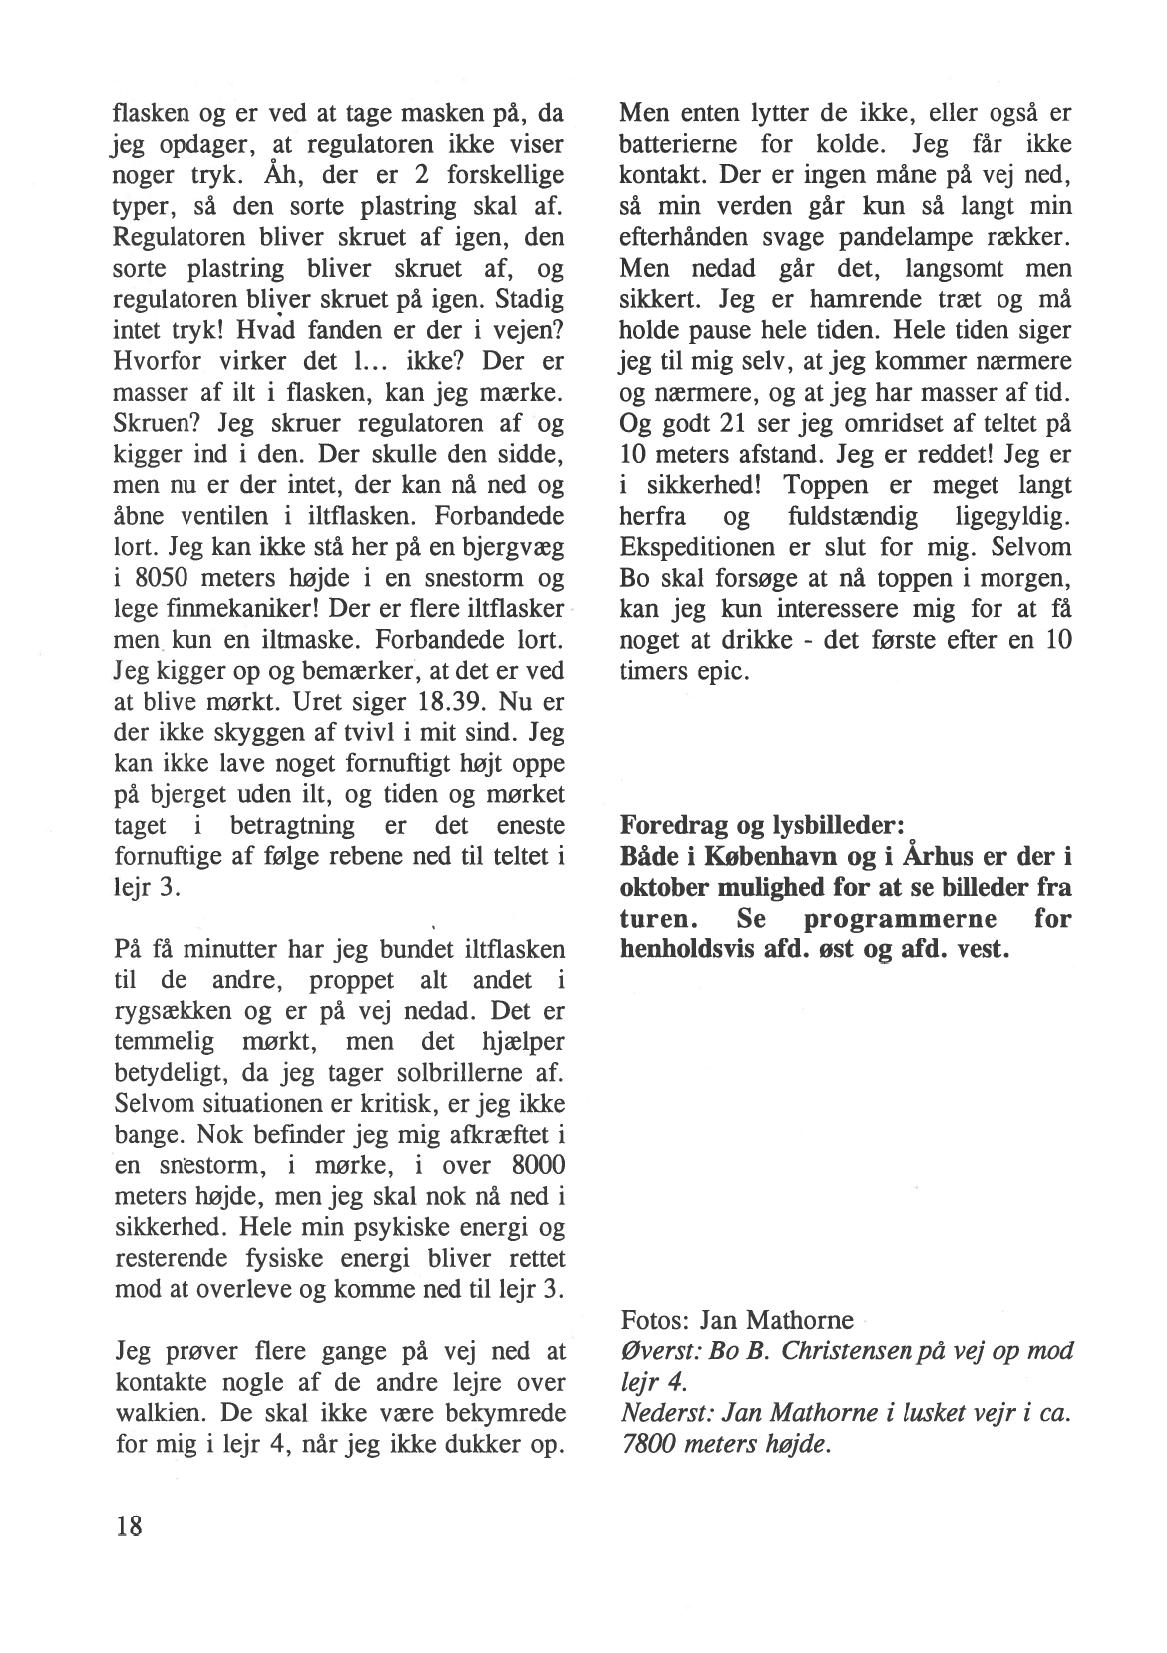 flasken og er ved at tage masken på, da
jeg opdager, at regulatoren ikke viser
noger tryk. Åh, der er 2 forskellige
typer, så den sorte plastring skal af.
Regulatoren bliver skruet af igen, den
sorte plastring bliver skruet af, og
regulatoren bliver skruet på igen. Stadig
intet tryk! Hvad fanden er der i vejen?
Hvorfor virker det l... ikke? Der er
masser af ilt i flasken, kan jeg mærke.
Skruen? Jeg skruer regulatoren af og
kigger ind i den. Der skulle den sidde,
men nu er der intet, der kan nå ned og
åbne ventilen i iltflasken. Forbandede
lort. Jeg kan ikke stå her på en bjergvæg
i 8050 meters højde i en snestorm og
lege finmekaniker! Der er flere iltflasker
men kun en iltmaske. Forbandede lort.
Jeg kigger op og bemærker, at det er ved
at blive mørkt. Uret siger 18.39. Nu er
der ikke skyggen af tvivl i mit sind. Jeg
kan ikke lave noget fornuftigt højt oppe
på bjerget uden ilt, og tiden og mørket
taget i betragtning er det eneste
fornuftige af følge rebene ned til teltet i
lejr 3.
På få minutter har jeg bundet iltflasken
til de andre, proppet alt andet i
rygsækken og er på vej nedad. Det er
temmelig mørkt, men det hjælper
betydeligt, da jeg tager solbrillerne af.
Selvom situationen er kritisk, er jeg ikke
bange. Nok befinder jeg mig afkræftet i
en snestorm, i mørke, i over 8000
meters højde, men jeg skal nok nå ned i
sikkerhed. Hele min psykiske energi og
resterende fysiske energi bliver rettet
mod at overleve og komme ned til lejr 3.
Jeg prøver flere gange på vej ned at
kontakte nogle af de andre lejre over
walkien. De skal ikke være bekymrede
for mig i lejr 4, når jeg ikke dukker op.
Men enten lytter de ikke, eller også er
batterierne for kolde. Jeg får ikke
kontakt. Der er ingen måne på vej ned,
så min verden går kun så langt min
efterhånden svage pandelampe rækker.
Men nedad går det, langsomt men
sikkert. Jeg er hamrende træt og må
holde pause hele tiden. Hele tiden siger
jeg til mig selv, at jeg kommer nærmere
og nærmere, og at jeg har masser af tid.
Og godt 21 ser jeg omridset af teltet på
10 meters afstand. Jeg er reddet! Jeg er
i sikkerhed! Toppen er meget langt
herfra og fuldstændig ligegyldig.
Ekspeditionen er slut for mig. Selvom
Bo skal forsøge at nå toppen i morgen,
kan jeg kun interessere mig for at få
noget at drikke - det første efter en 10
timers epic.
Foredrag og lysbilleder:
Både i København og i Århus er der i
oktober mulighed for at se billeder fra
turen. Se programmerne for
henholdsvis afd. øst og afd. vest.
Fotos: Jan Mathorne
Øverst: Bo B. Christensen på vej op mod
lejr 4.
Nederst: Jan Mathorne i lusket vejr i ca.
7800 meters højde.
18